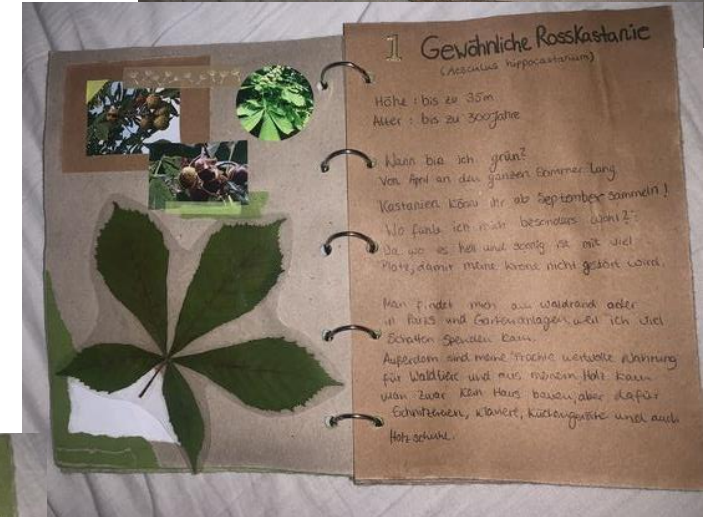 1 Gewöhnliche Rosskastanie
(Aesculus hippocastanum)
Höhe : bis zu 35m
Alter : bis zu 300 Jahre
Wann bin ich grün?
Von April an den ganzen Sommer lang
Kastanien könnt ihr ab September sammeln!
Wo fühle ich mich besonders wohl?
Da wo es hell und sonnig ist mit viel
Platz, damit meine Krone nicht gestört wird.
Man findet mich am Waldrand oder
in Parks und Gartenanlagen, weil ich viel
Schatten spenden kann.
Außerdem sind meine Früchte wertvolle Nahrung
für Waldtiere und aus meinem Holz kann
man zwar kein Haus bauen, aber dafür
Schnitzereien, Klaviere, Küchengeräte und auch
Holzschuhe.